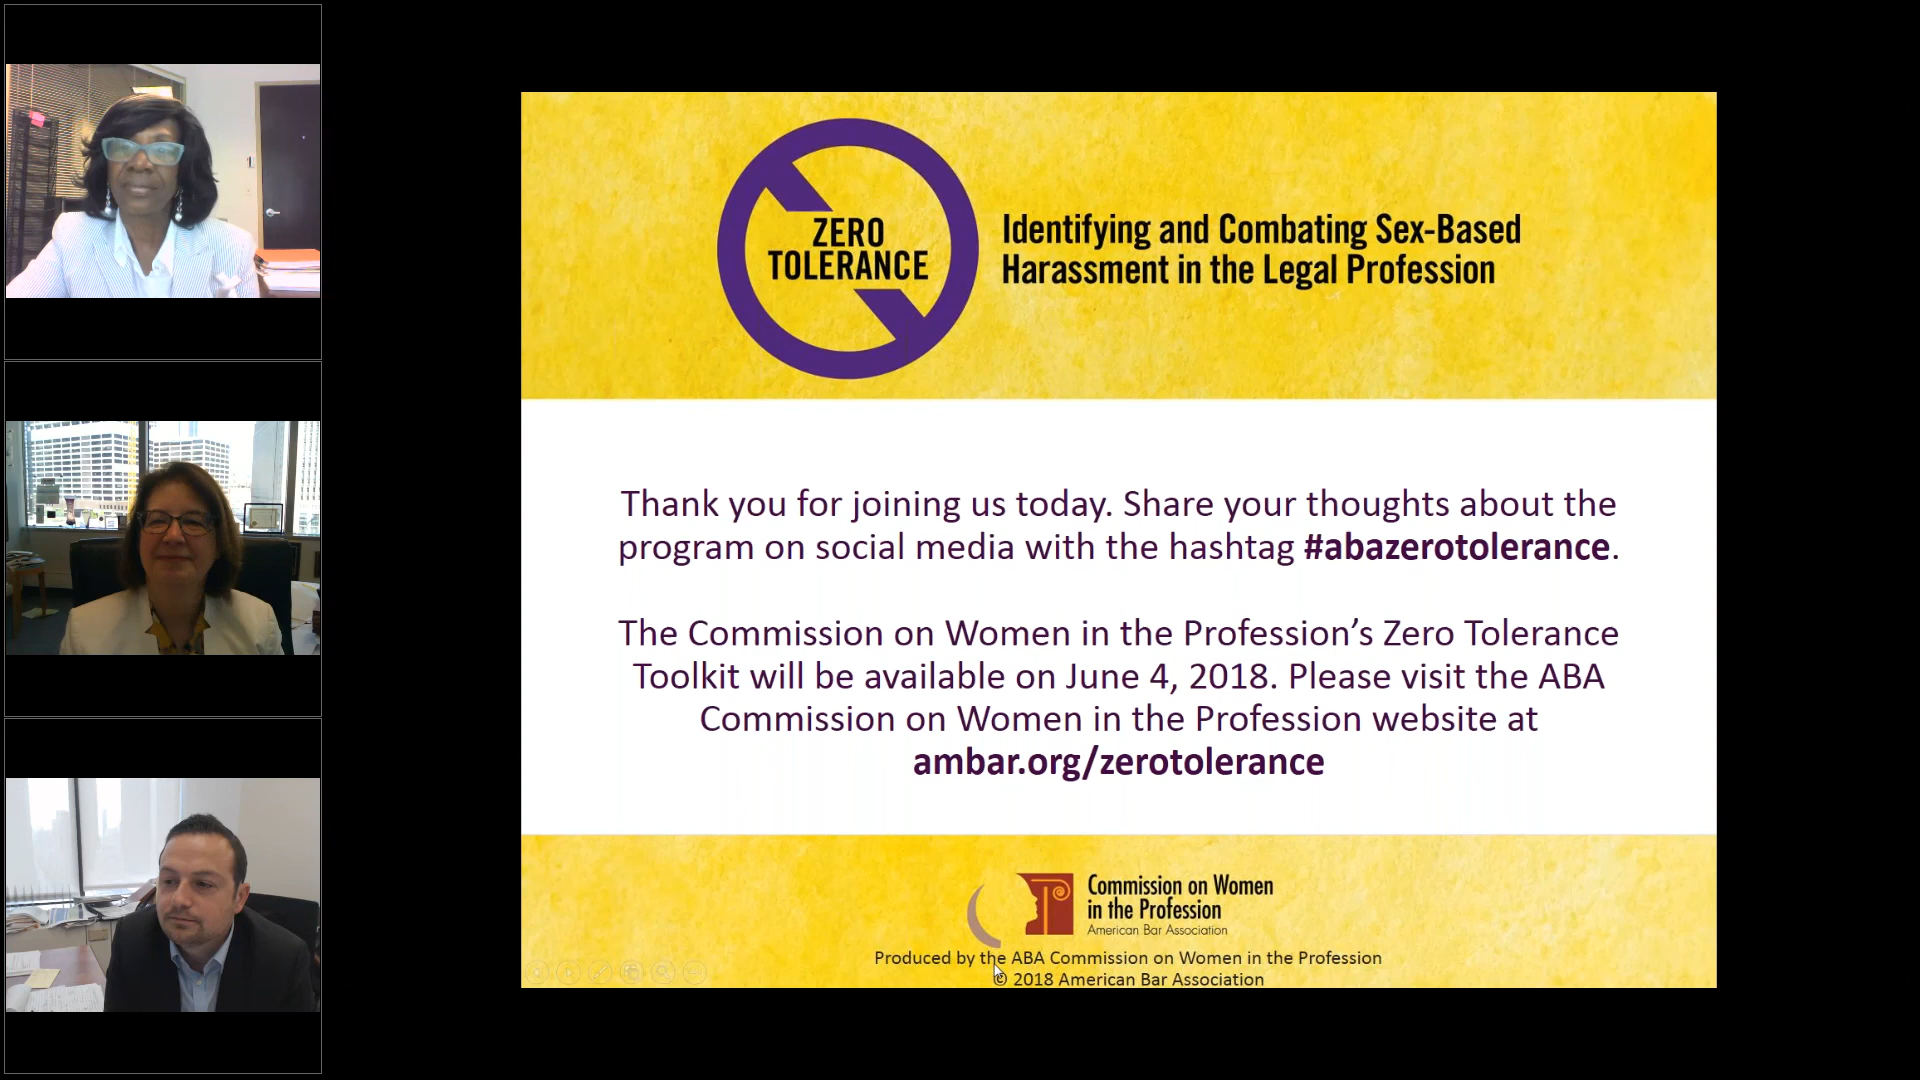 ZERO
TOLERANCE
Identifying and Combating Sex-Based
Harassment in the Legal Profession
Thank you for joining us today. Share your thoughts about the
program on social media with the hashtag #abazerotolerance.
The Commission on Women in the Profession’s Zero Tolerance
Toolkit will be available on June 4, 2018. Please visit the ABA
Commission on Women in the Profession website at
ambar.org/zerotolerance
Commission on Women
in the Profession
American Bar Association
Produced by the ABA Commission on Women in the Profession
© 2018 American Bar Association